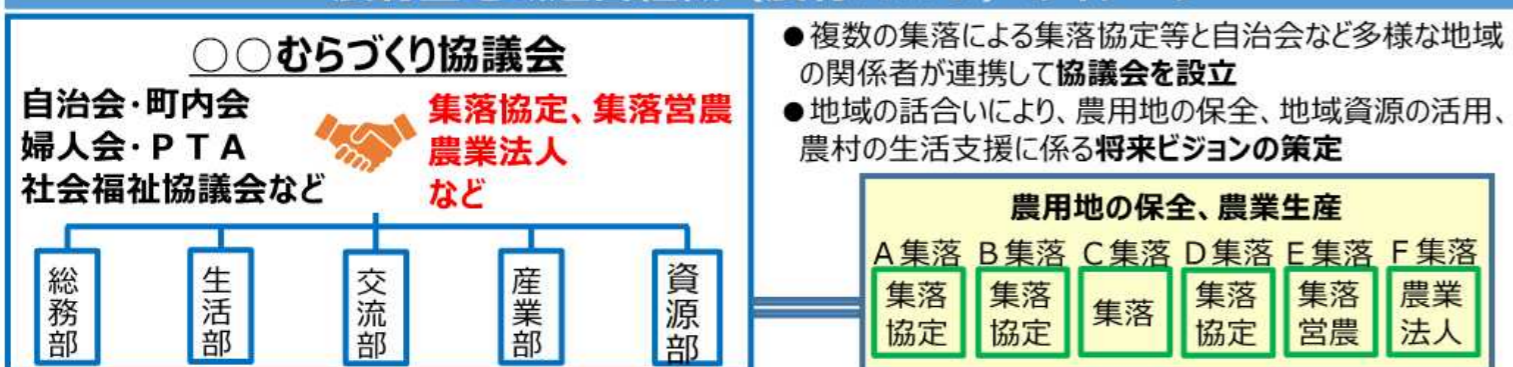 ○○むらづくり協議会
自治会・町内会
婦人会・ＰＴＡ
社会福祉協議会など
集落協定、集落営農
農業法人
など
総務部
生活部
交流部
産業部
資源部
●複数の集落による集落協定等と自治会など多様な地域
の関係者が連携して協議会を設立
●地域の話合いにより、農用地の保全、地域資源の活用、
農村の生活支援に係る将来ビジョンの策定
農用地の保全、農業生産
Ａ集落 Ｂ集落 Ｃ集落 Ｄ集落 Ｅ集落 Ｆ集落
集落協定
集落協定
集落
集落協定
集落営農
農業法人